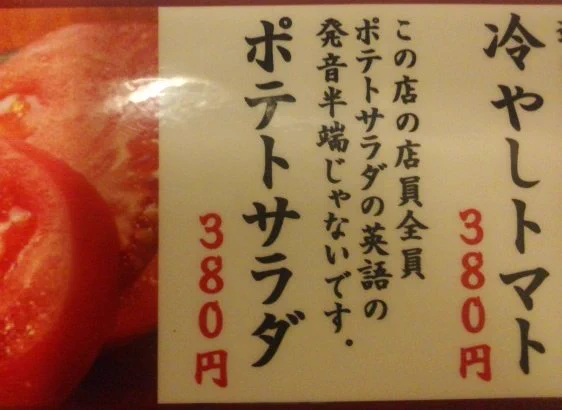 冷やしトマト
380円
この店の店員全員
ポテトサラダの英語の
発音半端じゃないです.
ポテトサラダ
380円